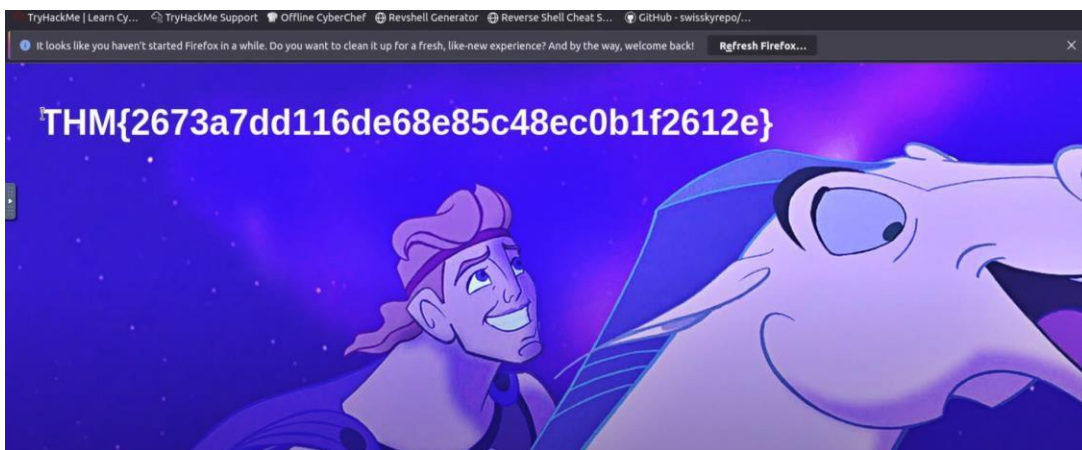 TryHackMe | Learn Cy... TryHackMe Support Offline CyberChef Revshell Generator Reverse Shell Cheat S... GitHub - swisskyrepo/...
It looks like you haven't started Firefox in a while. Do you want to clean it up for a fresh, like-new experience? And by the way, welcome back! Refresh Firefox...
THM{2673a7dd116de68e85c48ec0b1f2612e}